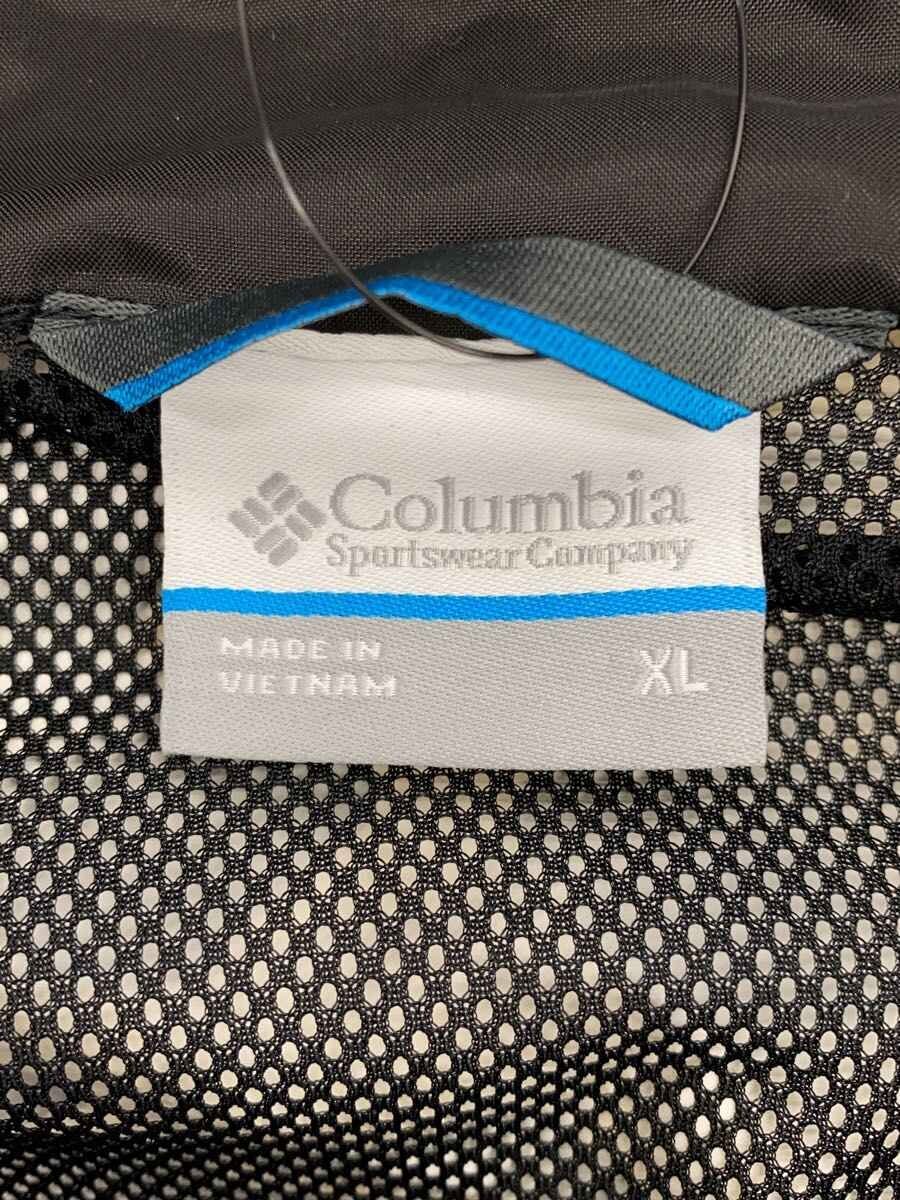 Columbia
Sportswear Company
MADE IN
VIETNAM
XL